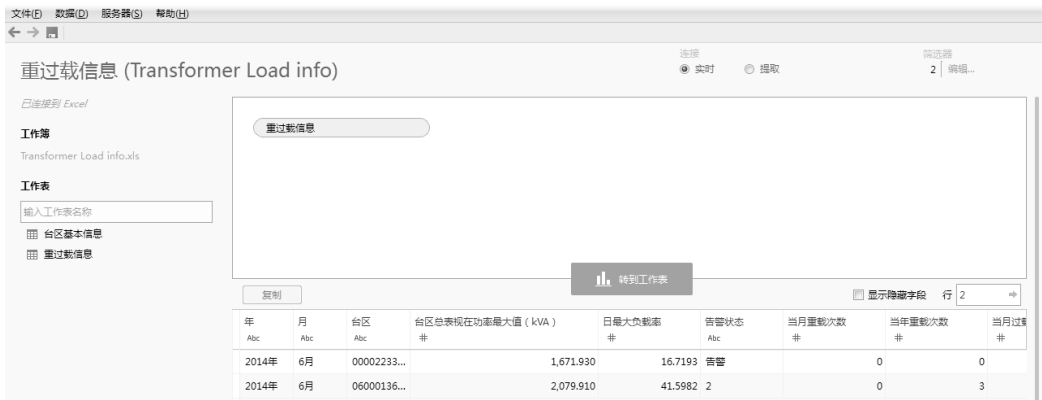 文件(F) 数据(D) 服务器(S) 帮助(H)
重过载信息 (Transformer Load info)
连接
实时 提取
筛选器
2 编辑...
已连接到 Excel
工作簿
Transformer Load info.xls
工作表
输入工作表名称
台区基本信息
重过载信息
重过载信息
转到工作表
复制
显示隐藏字段 行 2
年 月 台区 台区总表视在功率最大值(kVA) 日最大负载率 告警状态 当月重载次数 当年重载次数 当月过载
Abc Abc Abc # # Abc # # #
2014年 6月 00002233... 1,671.930 16.7193 告警 0 0
2014年 6月 06000136... 2,079.910 41.5982 2 0 3